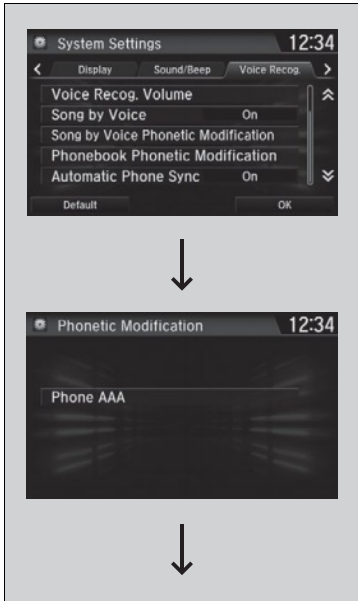 System Settings 12:34
Display Sound/Beep Voice Recog.
Voice Recog. Volume
Song by Voice On
Song by Voice Phonetic Modification
Phonebook Phonetic Modification
Automatic Phone Sync On
Default OK
Phonetic Modification 12:34
Phone AAA